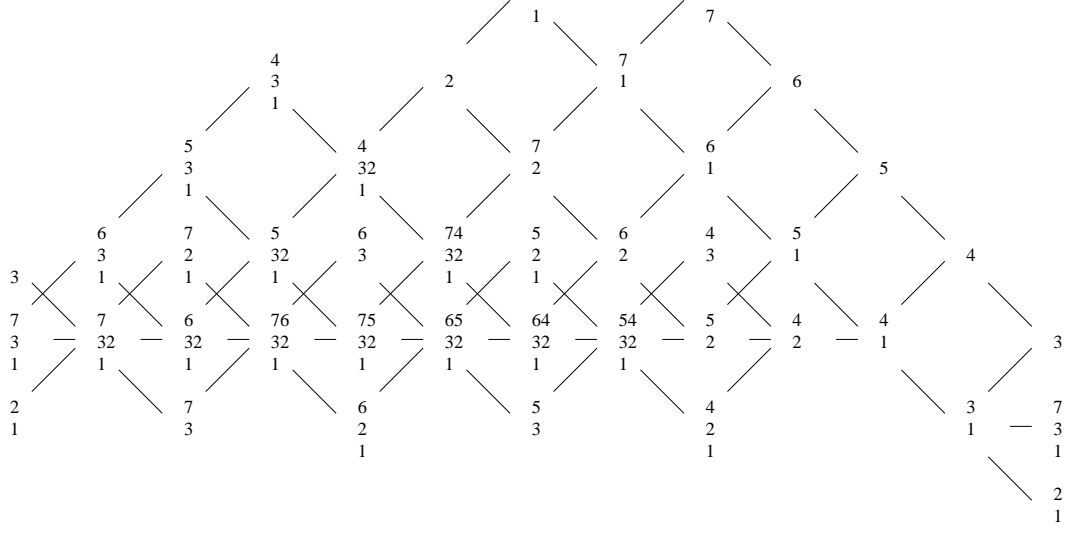 1 7
4 7
3 2 1 6
1
5 4 7 6
3 32 2 1 5
1 1
6 7 5 6 74 5 6 4 5
3 2 32 3 32 2 2 3 1 4
3 1 1 1 1 1
7 7 6 76 75 65 64 54 5 4 4
3 32 32 32 32 32 32 32 2 2 1 3
1 1 1 1 1 1 1 1
2 7 6 5 4 3 7
1 3 2 3 2 1 3
1 1 1
2
1